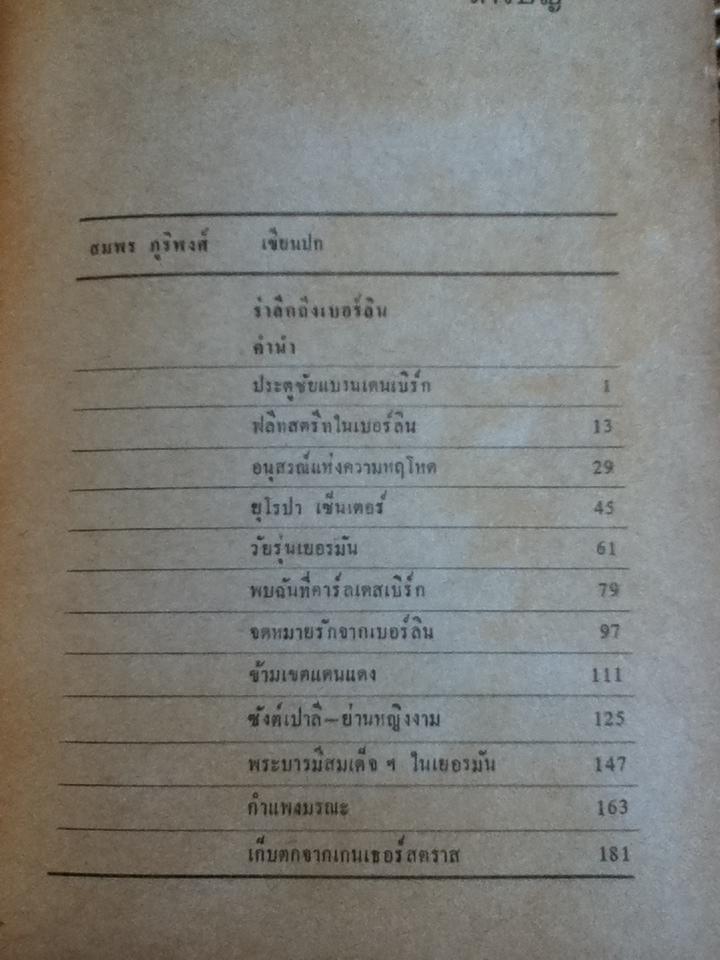 สารบัญ
สมพร ภูริพงศ์ เขียนปก
รำลึกถึงเบอร์ลิน
คำนำ
ประตูชัยแบรนเดนเบิร์ก 1
ฟลีทสตรีทในเบอร์ลิน 13
อนุสรณ์แห่งความหฤโหด 29
ยุโรปา เซ็นเตอร์ 45
วัยรุ่นเยอรมัน 61
พบฉันที่คาร์ลเดสเบิร์ก 79
จดหมายรักจากเบอร์ลิน 97
ข้ามเขตแดนแดง 111
ซังต์เปาลี–ย่านหญิงงาม 125
พระบารมีสมเด็จ ฯ ในเยอรมัน 147
กำแพงมรณะ 163
เก็บตกจากเกนเธอร์สตราส 181